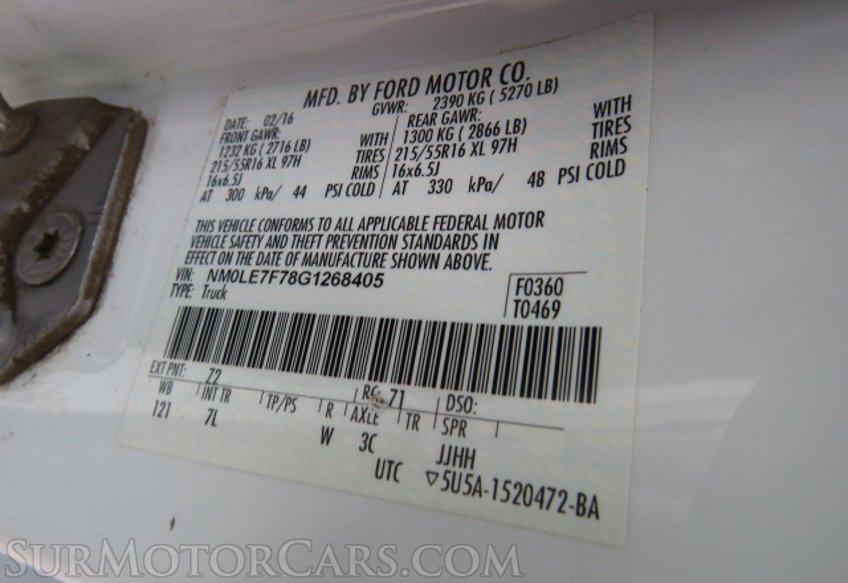 MFD. BY FORD MOTOR CO.
DATE: 02/16 GVWR: 2390 KG ( 5270 LB)
FRONT GAWR: REAR GAWR:
1232 KG ( 2716 LB) WITH 1300 KG ( 2866 LB) WITH
215/55R16 XL 97H TIRES 215/55R16 XL 97H TIRES
16x6.5J RIMS 16x6.5J RIMS
AT 300 kPa/ 44 PSI COLD AT 330 kPa/ 48 PSI COLD
THIS VEHICLE CONFORMS TO ALL APPLICABLE FEDERAL MOTOR
VEHICLE SAFETY AND THEFT PREVENTION STANDARDS IN
EFFECT ON THE DATE OF MANUFACTURE SHOWN ABOVE.
VIN: NM0LE7F78G1268405
TYPE: Truck
F0360
T0469
EXT PNT: Z2 RC: 71 DSO:
WB INT TR TP/PS R AXLE TR SPR
121 7L W 3C JJHH
UTC ▽5U5A-1520472-BA
SURMOTORCARS.COM